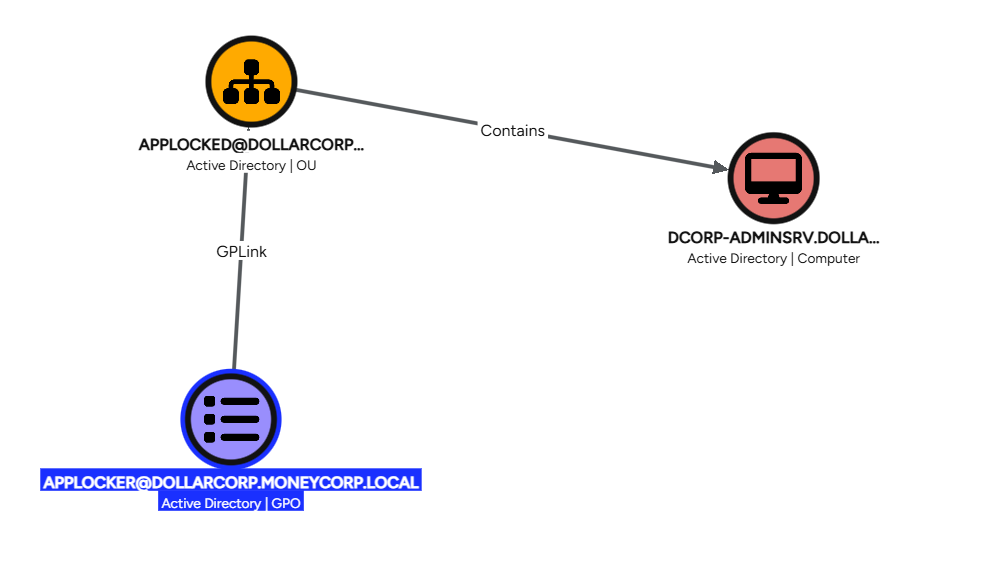 APPLOCKED@DOLLARCORP...
Active Directory | OU
Contains
DCORP-ADMINSRV.DOLLA...
Active Directory | Computer
GPLink
APPLOCKER@DOLLARCORP.MONEYCORP.LOCAL
Active Directory | GPO